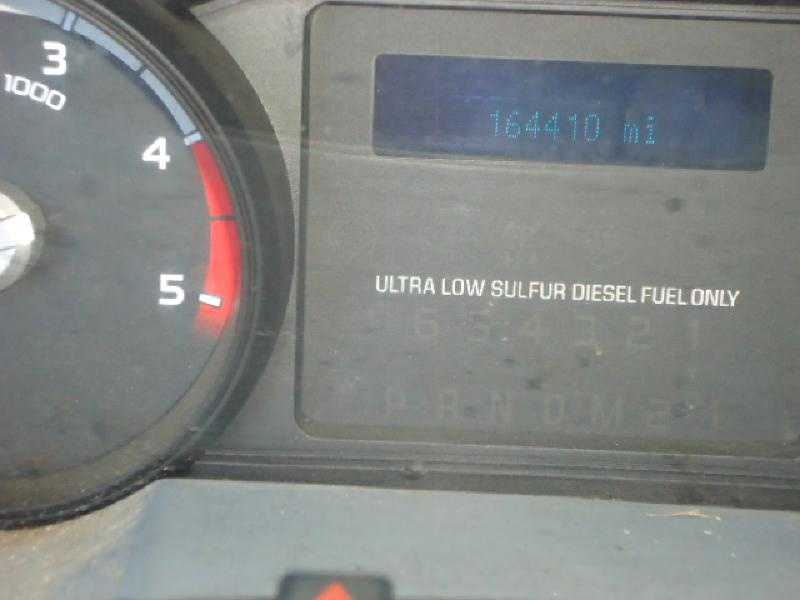 3
1000
4
5
164410 mi
ULTRA LOW SULFUR DIESEL FUEL ONLY
6 5 4 3 2 1
P R N D M 2 1